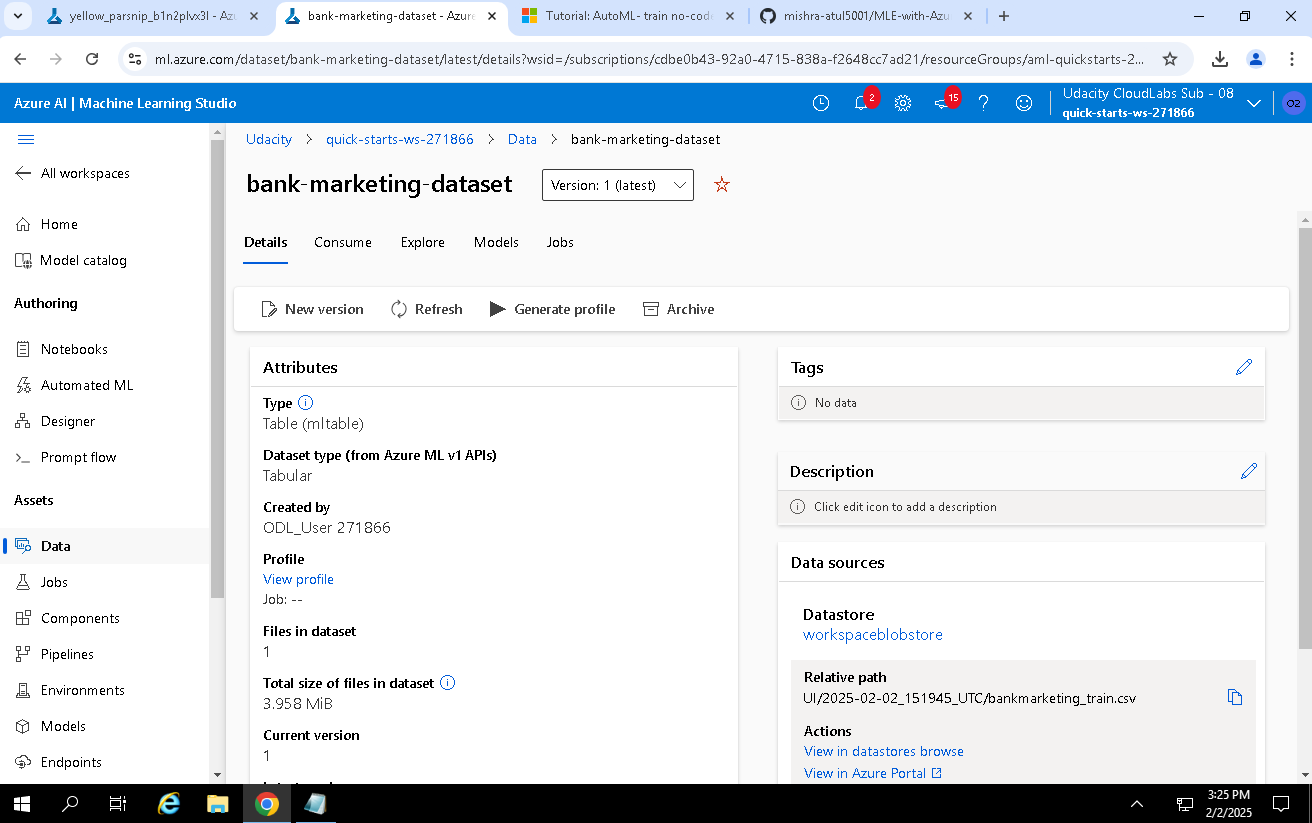 yellow_parsnip_b1n2plvx3l - Az
bank-marketing-dataset - Azure
Tutorial: AutoML- train no-code
mishra-atul5001/MLE-with-Azu
ml.azure.com/dataset/bank-marketing-dataset/latest/details?wsid=/subscriptions/cdbe0b43-92a0-4715-838a-f2648cc7ad21/resourceGroups/aml-quickstarts-2...
Azure AI | Machine Learning Studio
2
15
Udacity CloudLabs Sub - 08
quick-starts-ws-271866
O2
All workspaces
Home
Model catalog
Authoring
Notebooks
Automated ML
Designer
Prompt flow
Assets
Data
Jobs
Components
Pipelines
Environments
Models
Endpoints
Udacity > quick-starts-ws-271866 > Data > bank-marketing-dataset
bank-marketing-dataset
Version: 1 (latest)
Details Consume Explore Models Jobs
New version Refresh Generate profile Archive
Attributes
Type
Table (mltable)
Dataset type (from Azure ML v1 APIs)
Tabular
Created by
ODL_User 271866
Profile
View profile
Job: --
Files in dataset
1
Total size of files in dataset
3.958 MiB
Current version
1
Tags
No data
Description
Click edit icon to add a description
Data sources
Datastore
workspaceblobstore
Relative path
UI/2025-02-02_151945_UTC/bankmarketing_train.csv
Actions
View in datastores browse
View in Azure Portal
3:25 PM
2/2/2025